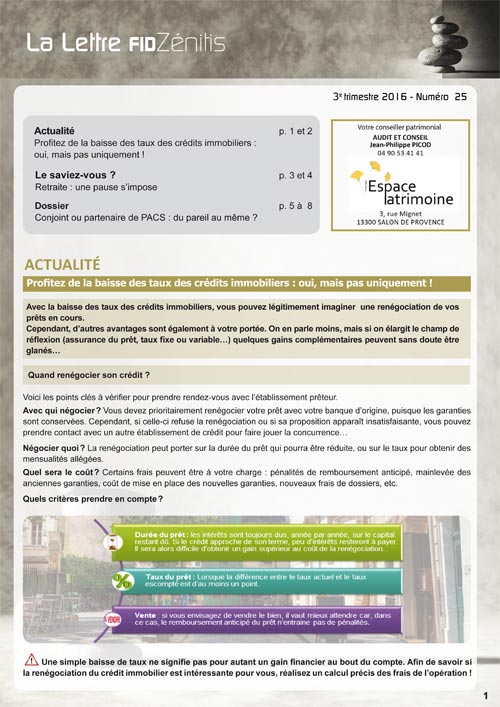 La Lettre FIDZénitis
3e trimestre 2016 - Numéro 25
Actualité p. 1 et 2
Profitez de la baisse des taux des crédits immobiliers :
oui, mais pas uniquement !
Le saviez-vous ? p. 3 et 4
Retraite : une pause s'impose
Dossier p. 5 à 8
Conjoint ou partenaire de PACS : du pareil au même ?
Votre conseiller patrimonial
AUDIT ET CONSEIL
Jean-Philippe PICOD
04 90 53 41 41
Espace
patrimoine
3, rue Mignet
13300 SALON DE PROVENCE
ACTUALITÉ
Profitez de la baisse des taux des crédits immobiliers : oui, mais pas uniquement !
Avec la baisse des taux des crédits immobiliers, vous pouvez légitimement imaginer une renégociation de vos
prêts en cours.
Cependant, d'autres avantages sont également à votre portée. On en parle moins, mais si on élargit le champ de
réflexion (assurance du prêt, taux fixe ou variable…) quelques gains complémentaires peuvent sans doute être
glanés…
Quand renégocier son crédit ?
Voici les points clés à vérifier pour prendre rendez-vous avec l'établissement prêteur.
Avec qui négocier ? Vous devez prioritairement renégocier votre prêt avec votre banque d'origine, puisque les garanties
sont conservées. Cependant, si celle-ci refuse la renégociation ou si sa proposition apparaît insatisfaisante, vous pouvez
prendre contact avec un autre établissement de crédit pour faire jouer la concurrence…
Négocier quoi ? La renégociation peut porter sur la durée du prêt qui pourra être réduite, ou sur le taux pour obtenir des
mensualités allégées.
Quel sera le coût ? Certains frais peuvent être à votre charge : pénalités de remboursement anticipé, mainlevée des
anciennes garanties, coût de mise en place des nouvelles garanties, nouveaux frais de dossiers, etc.
Quels critères prendre en compte ?
Durée du prêt : les intérêts sont toujours dus, année par année, sur le capital
restant dû. Si le crédit approche de son terme, peu d'intérêts resteront à payer.
Il sera alors difficile d'obtenir un gain supérieur au coût de la renégociation.
%
Taux du prêt : Lorsque la différence entre le taux actuel et le taux
escompté est d'au moins un point.
À VENDRE
Vente : si vous envisagez de vendre le bien, il vaut mieux attendre car, dans
ce cas, le remboursement anticipé du prêt n'entraine pas de pénalités.
Une simple baisse de taux ne signifie pas pour autant un gain financier au bout du compte. Afin de savoir si
la renégociation du crédit immobilier est intéressante pour vous, réalisez un calcul précis des frais de l'opération !
1